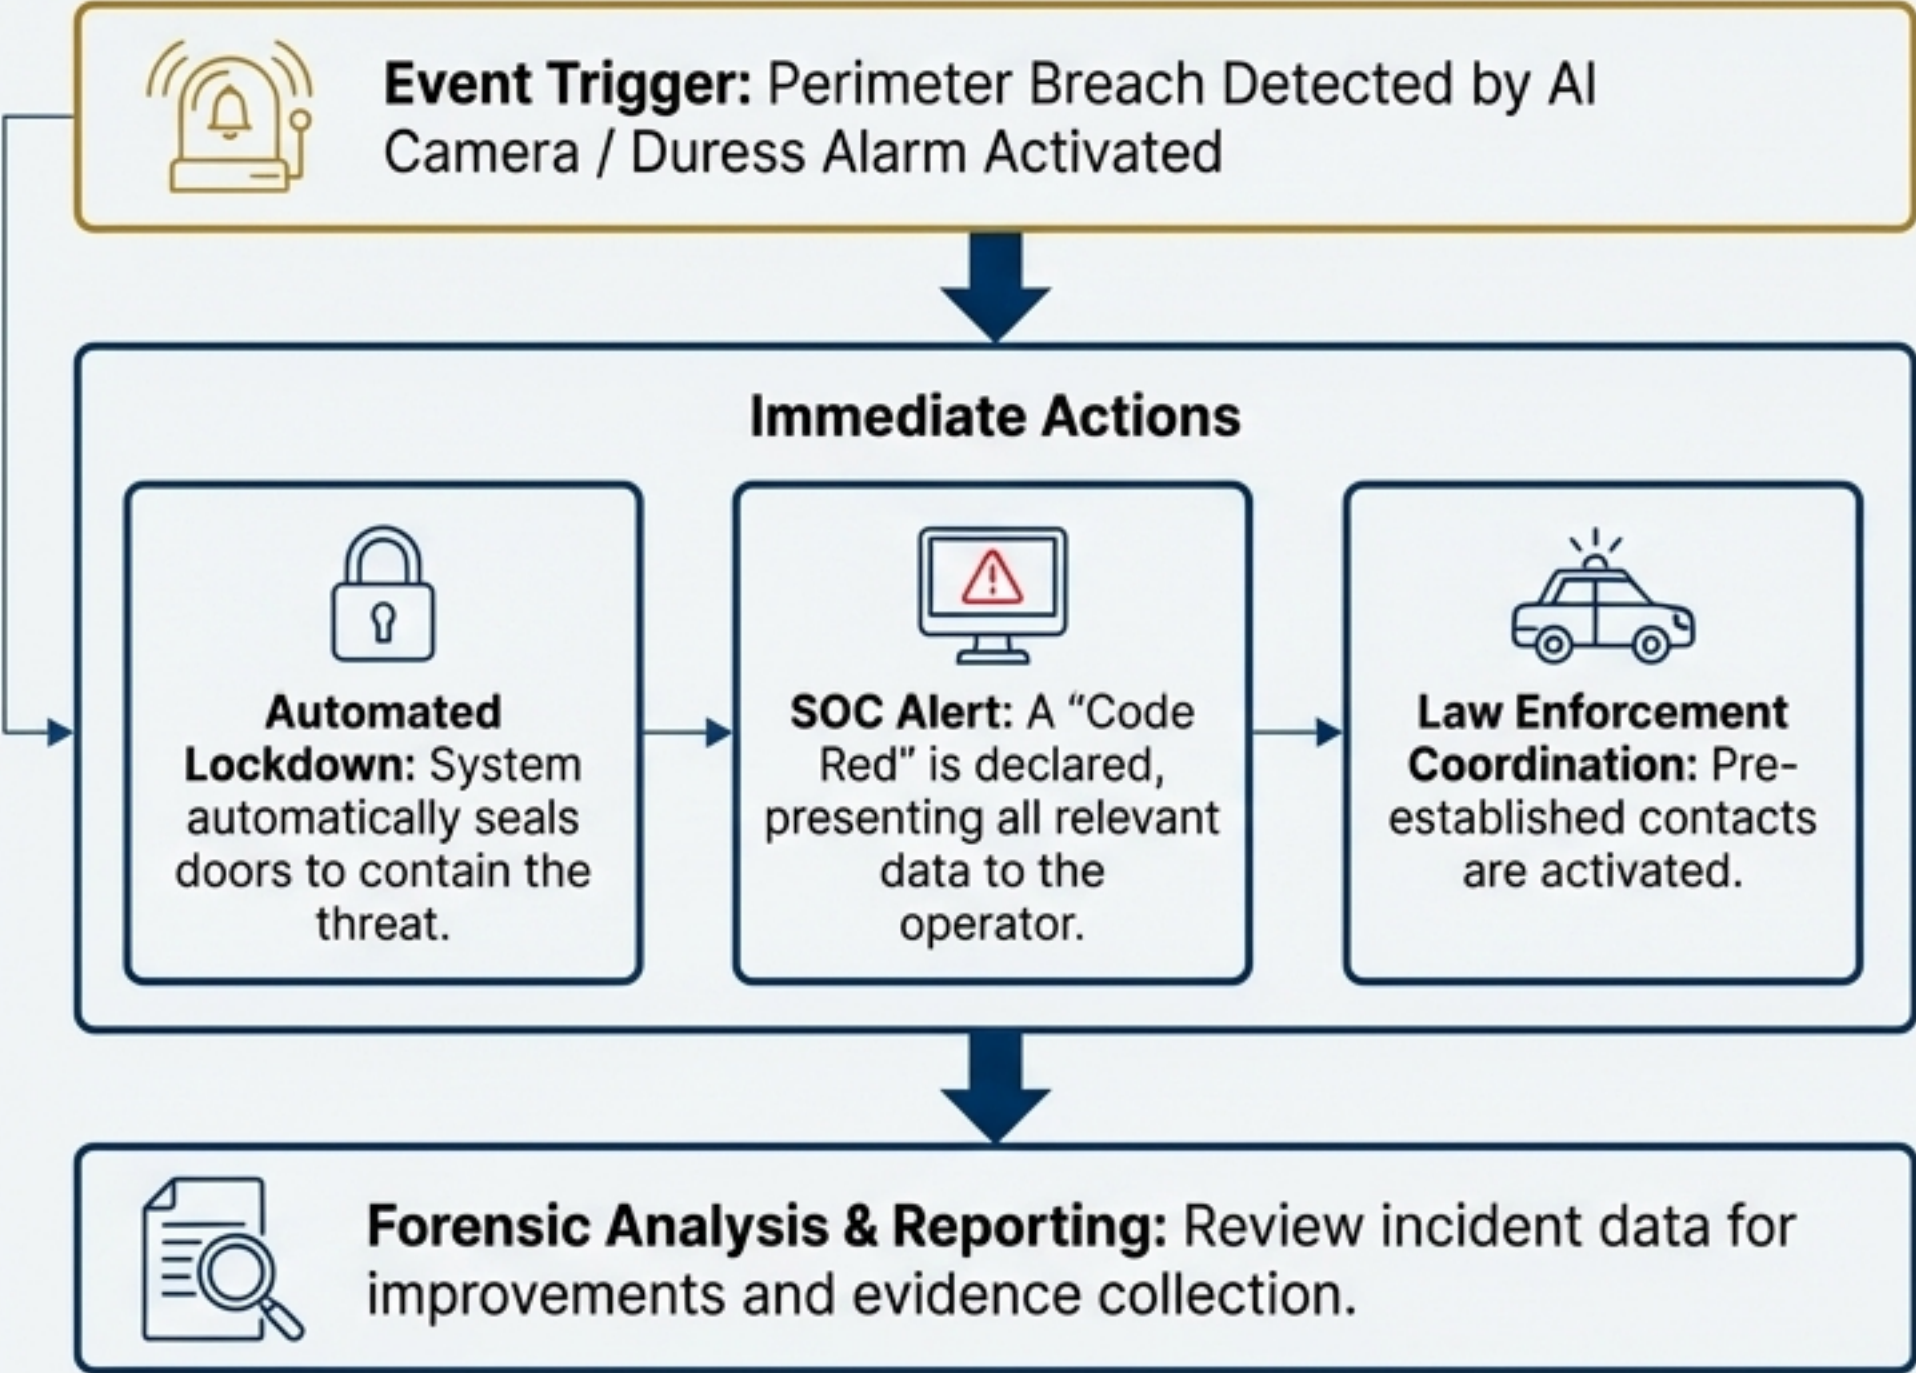 Event Trigger: Perimeter Breach Detected by AI
Camera / Duress Alarm Activated
Immediate Actions
Automated
Lockdown: System
automatically seals
doors to contain the
threat.
SOC Alert: A “Code
Red” is declared,
presenting all relevant
data to the
operator.
Law Enforcement
Coordination: Pre-
established contacts
are activated.
Forensic Analysis & Reporting: Review incident data for
improvements and evidence collection.